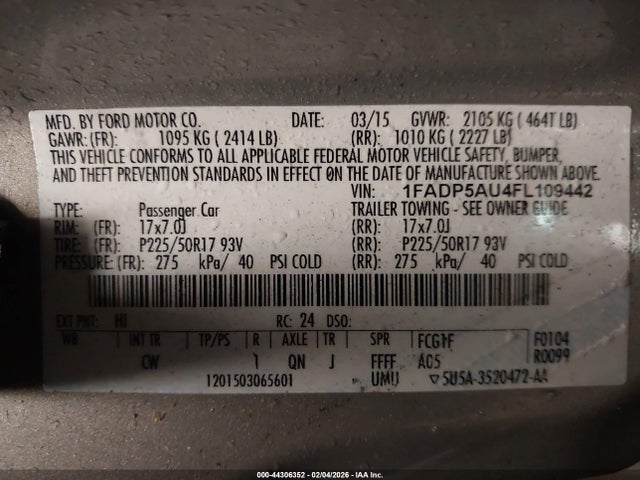 MFD. BY FORD MOTOR CO. DATE: 03/15 GVWR: 2105 KG ( 4641 LB)
GAWR: (FR): 1095 KG ( 2414 LB) (RR): 1010 KG ( 2227 LB)
THIS VEHICLE CONFORMS TO ALL APPLICABLE FEDERAL MOTOR VEHICLE SAFETY, BUMPER,
AND THEFT PREVENTION STANDARDS IN EFFECT ON THE DATE OF MANUFACTURE SHOWN ABOVE.
VIN: 1FADP5AU4FL109442
TYPE: Passenger Car TRAILER TOWING - SEE OWNER GUIDE
RIM: (FR): 17x7.0J (RR): 17x7.0J
TIRE: (FR): P225/50R17 93V (RR): P225/50R17 93V
PRESSURE: (FR): 275 kPa/ 40 PSI COLD (RR): 275 kPa/ 40 PSI COLD
EXT PNT: HI RC: 24 DSO:
WB INT TR TP/PS R AXLE TR SPR FCG1F F0104
CW 1 QN J FFFF A05 R0099
1201503065601 UMU ▽5U5A-3520472-AA
000-44306352 - 02/04/2026 - IAA Inc.